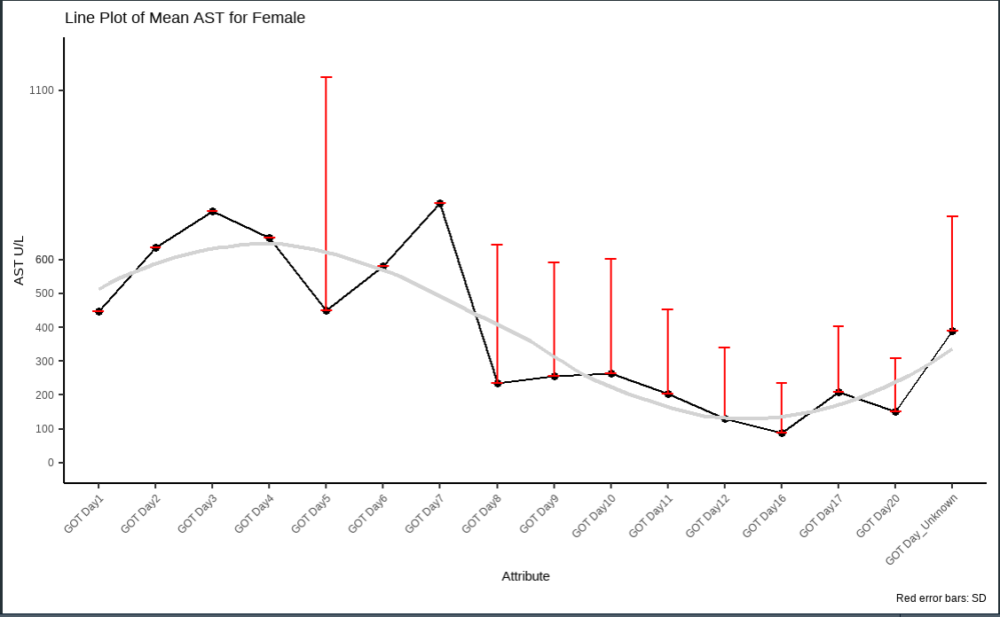 Line Plot of Mean AST for Female
AST U/L
1100
600
500
400
300
200
100
0
GOT Day1
GOT Day2
GOT Day3
GOT Day4
GOT Day5
GOT Day6
GOT Day7
GOT Day8
GOT Day9
GOT Day10
GOT Day11
GOT Day12
GOT Day16
GOT Day17
GOT Day20
GOT Day_Unknown
Attribute
Red error bars: SD